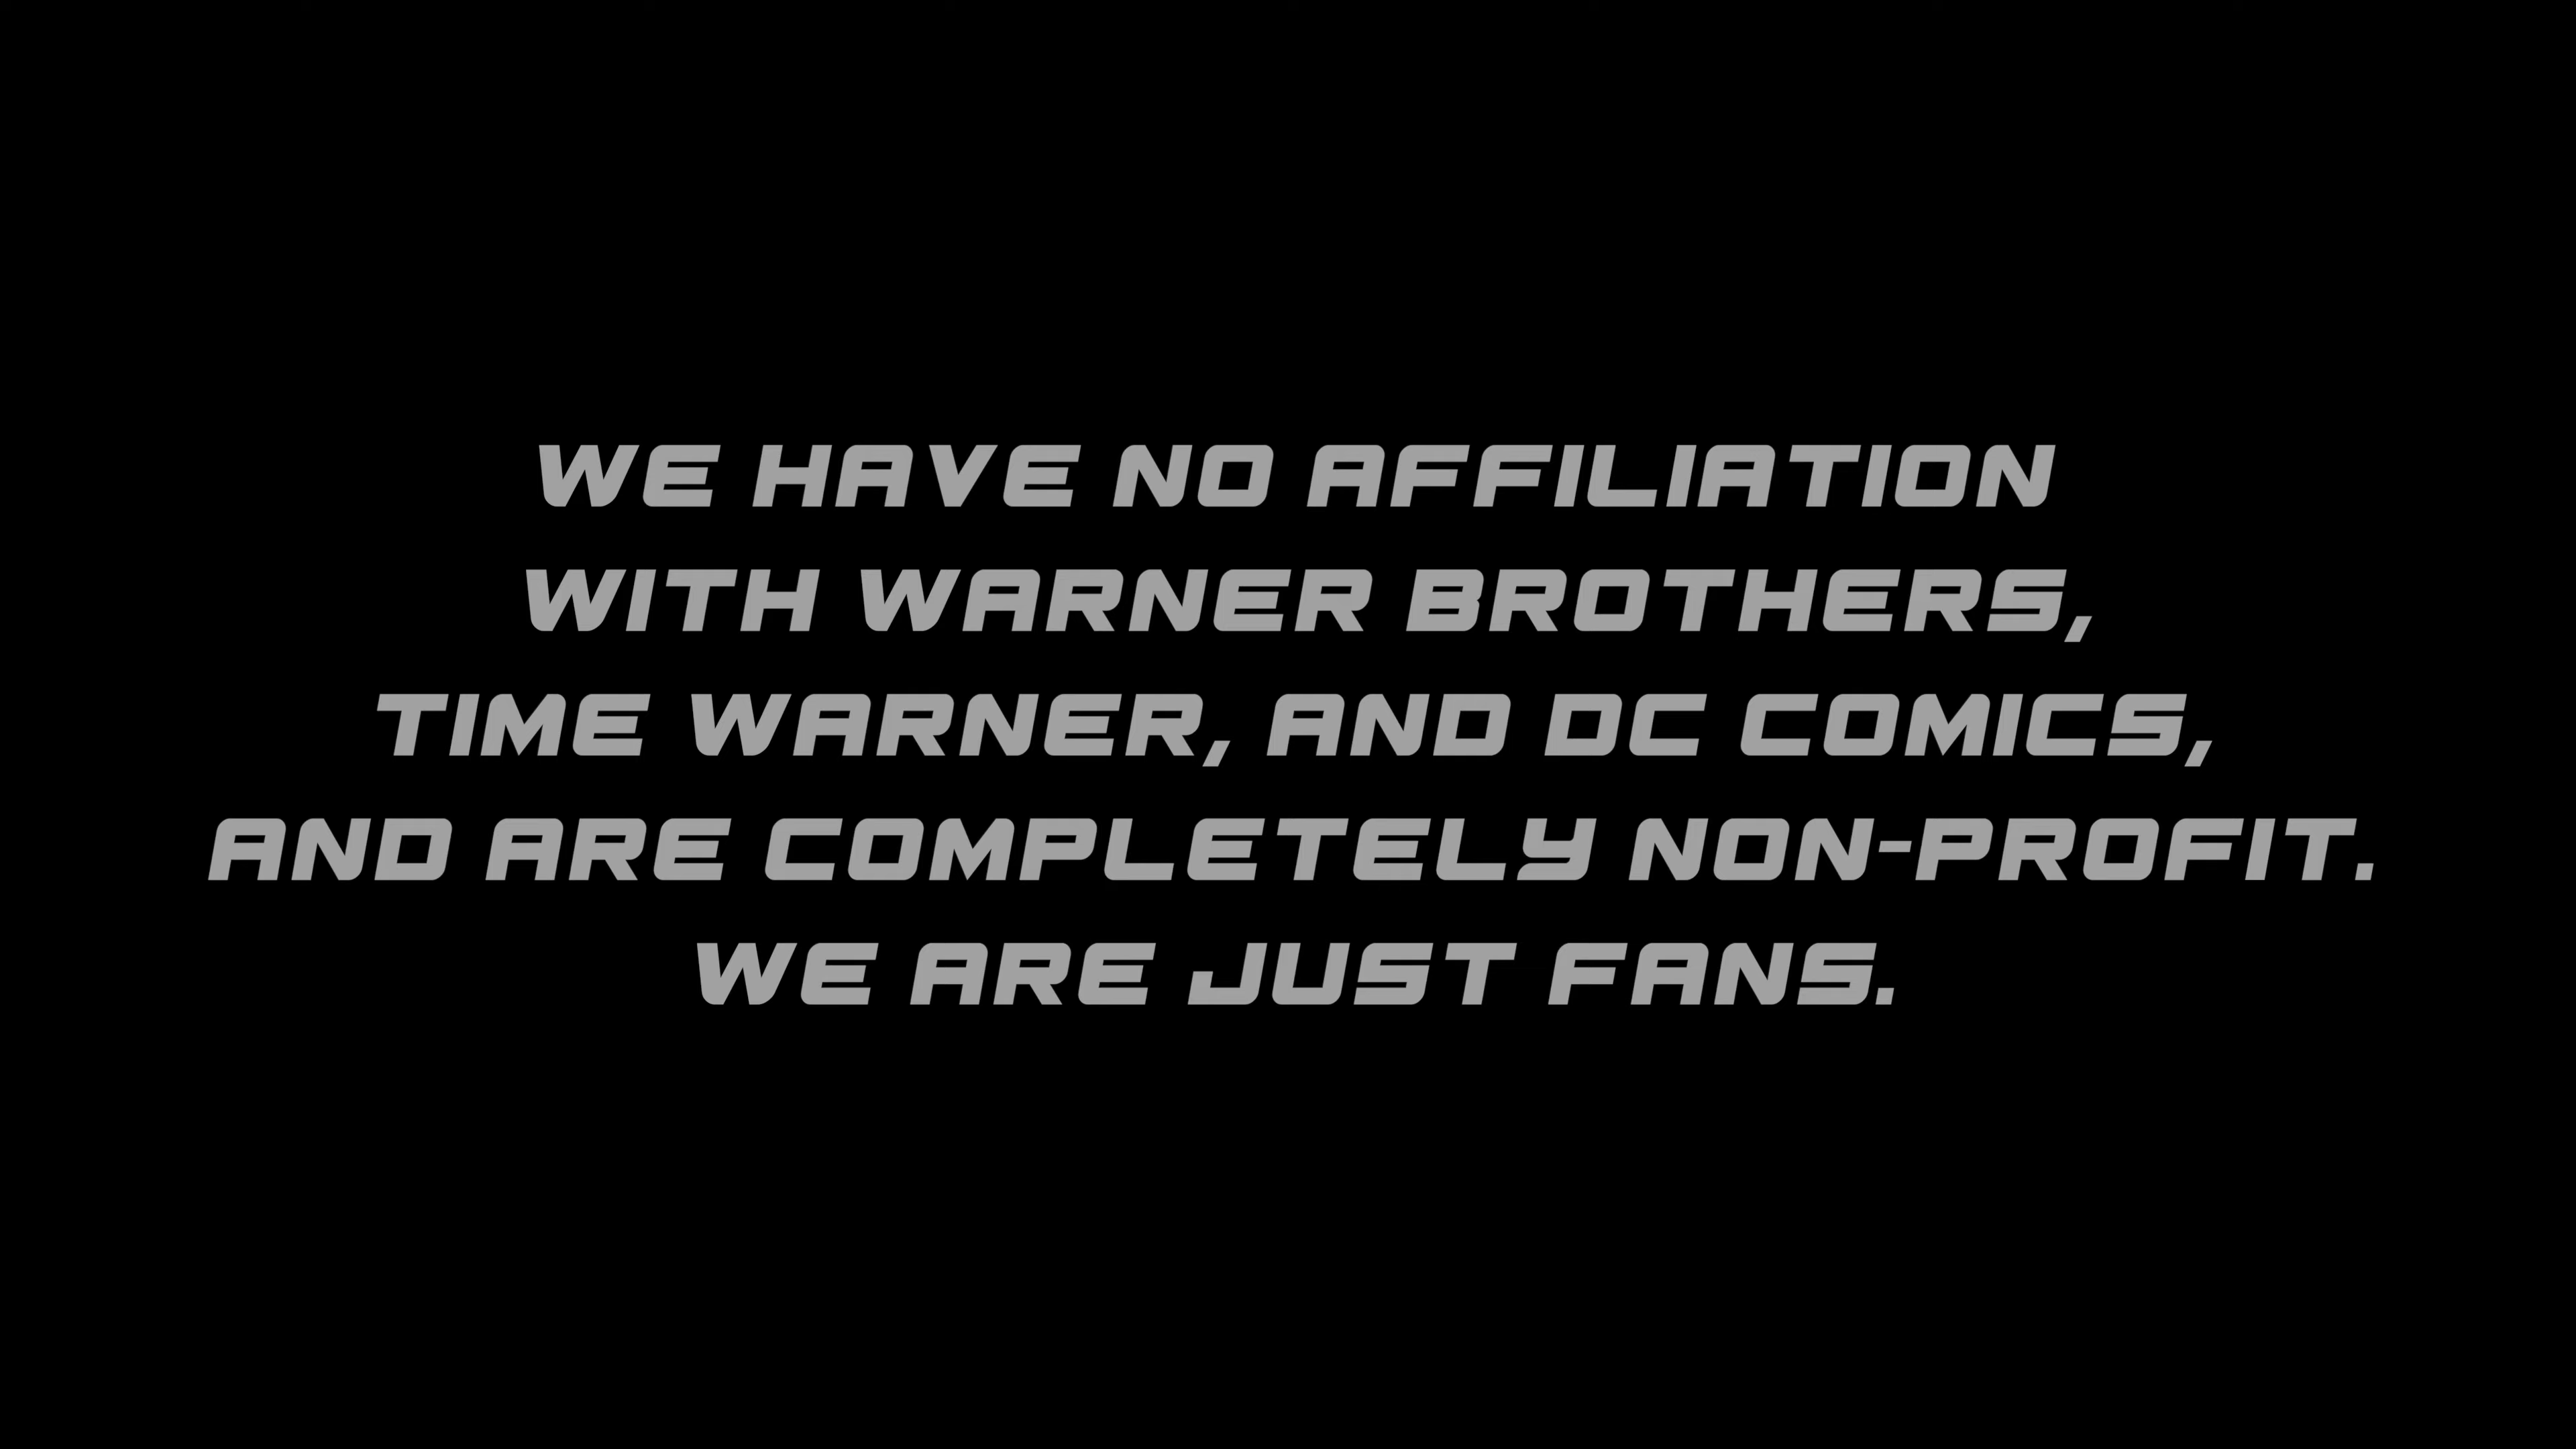 WE HAVE NO AFFILIATION
WITH WARNER BROTHERS,
TIME WARNER, AND DC COMICS,
AND ARE COMPLETELY NON-PROFIT.
WE ARE JUST FANS.